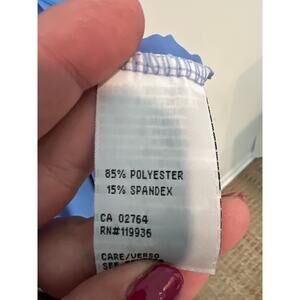 85% POLYESTER
15% SPANDEX
CA 02764
RN#119936
CARE/VERSO